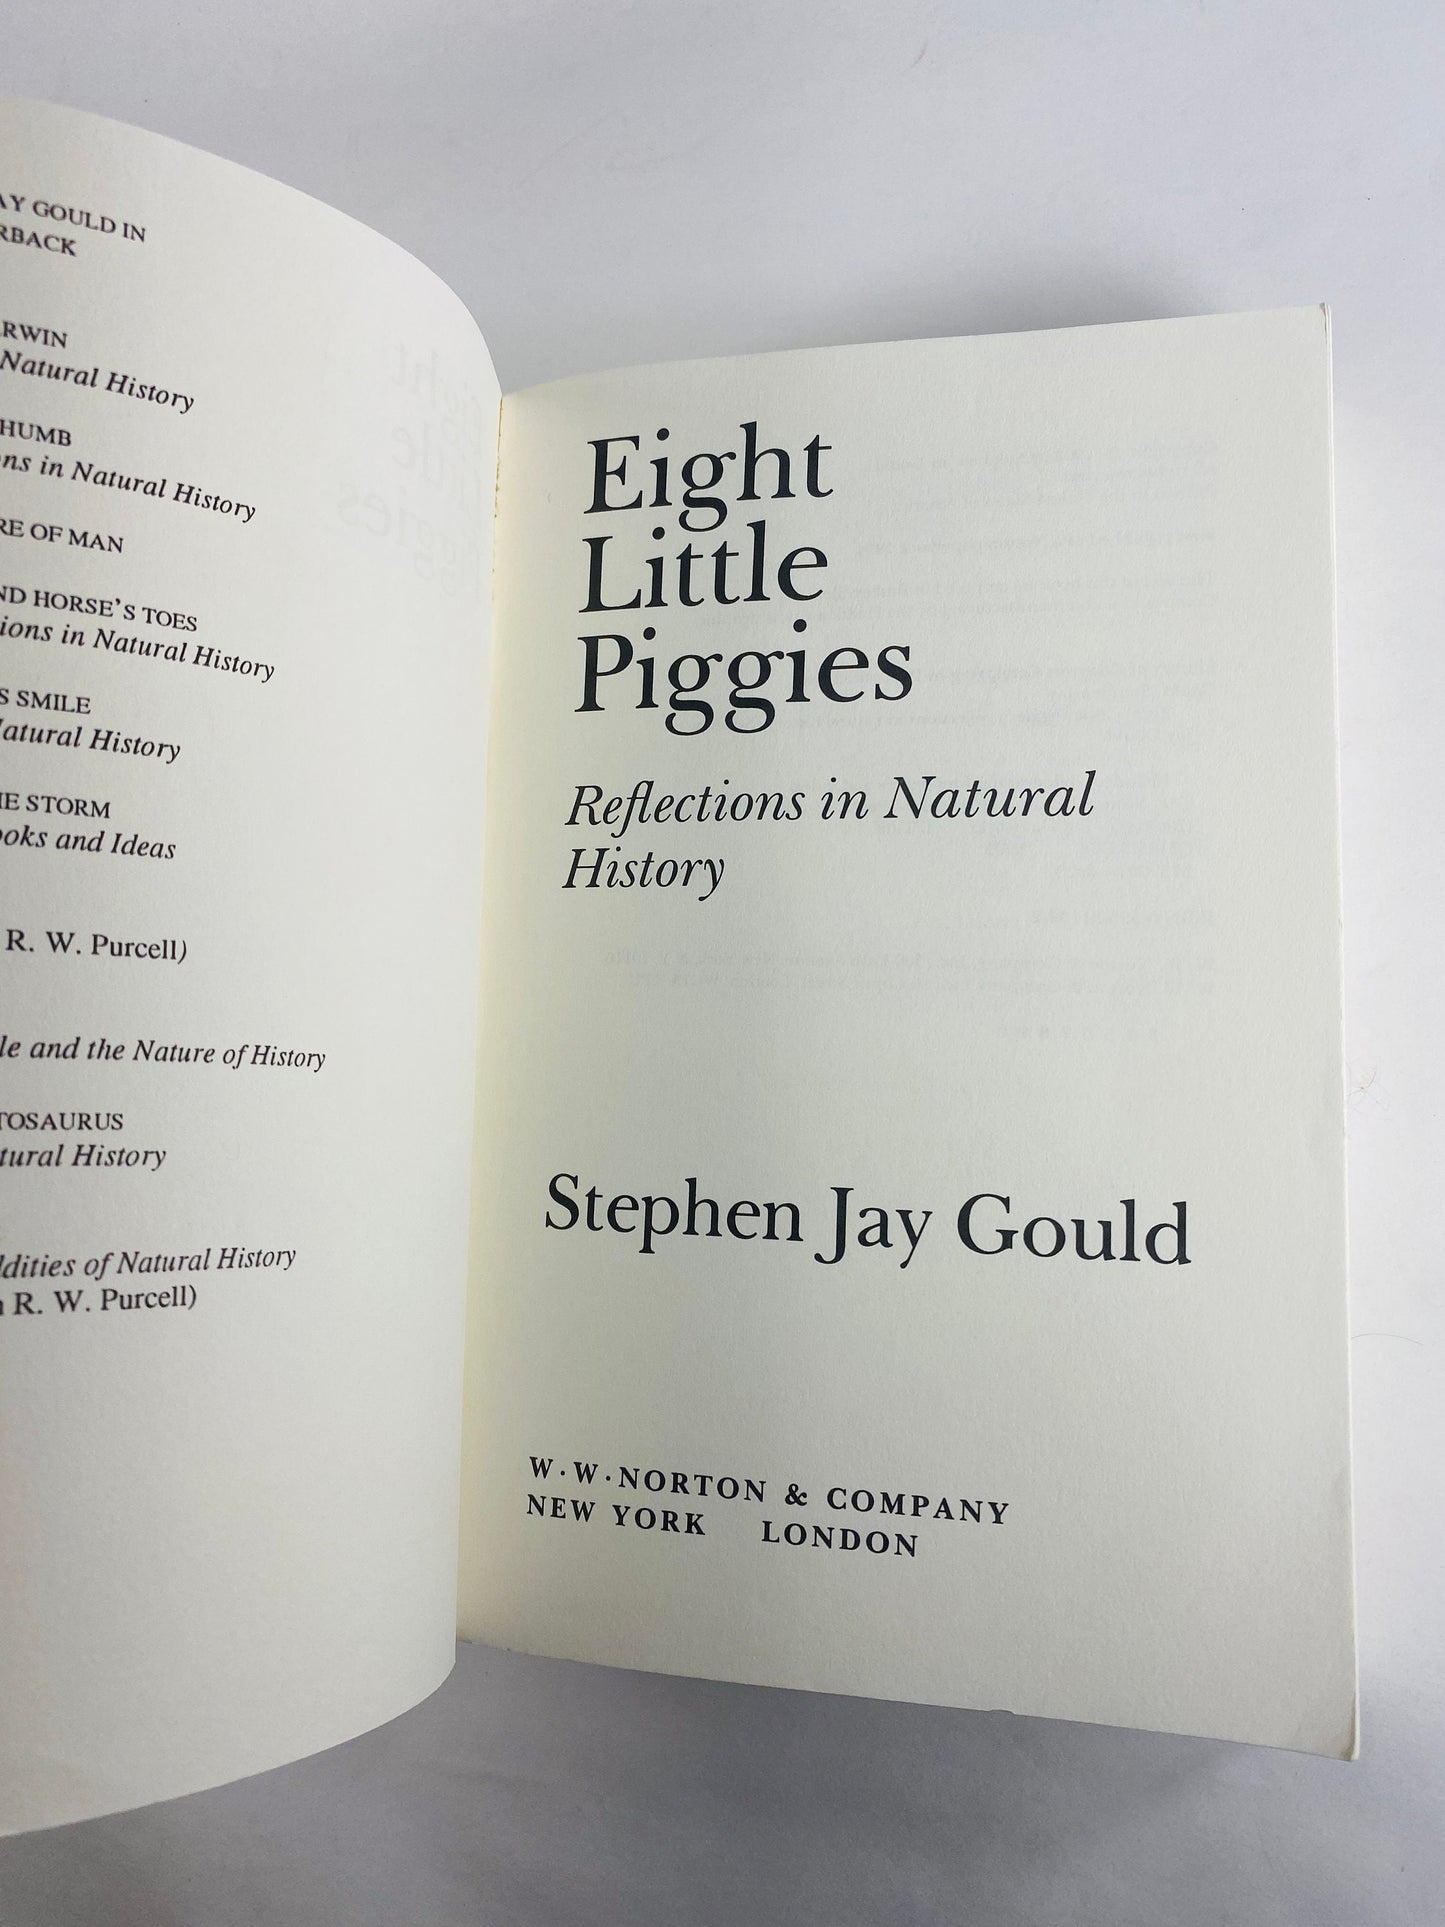 AY GOULD IN
RBACK
RWIN
Natural History
HUMB
ns in Natural History
RE OF MAN
ND HORSE'S TOES
ions in Natural History
S SMILE
Natural History
HE STORM
ooks and Ideas
R. W. Purcell)
le and the Nature of History
TOSAURUS
tural History
ddities of Natural History
R. W. Purcell)
Eight
Little
Piggies
Reflections in Natural
History
Stephen Jay Gould
W·W·NORTON & COMPANY
NEW YORK LONDON